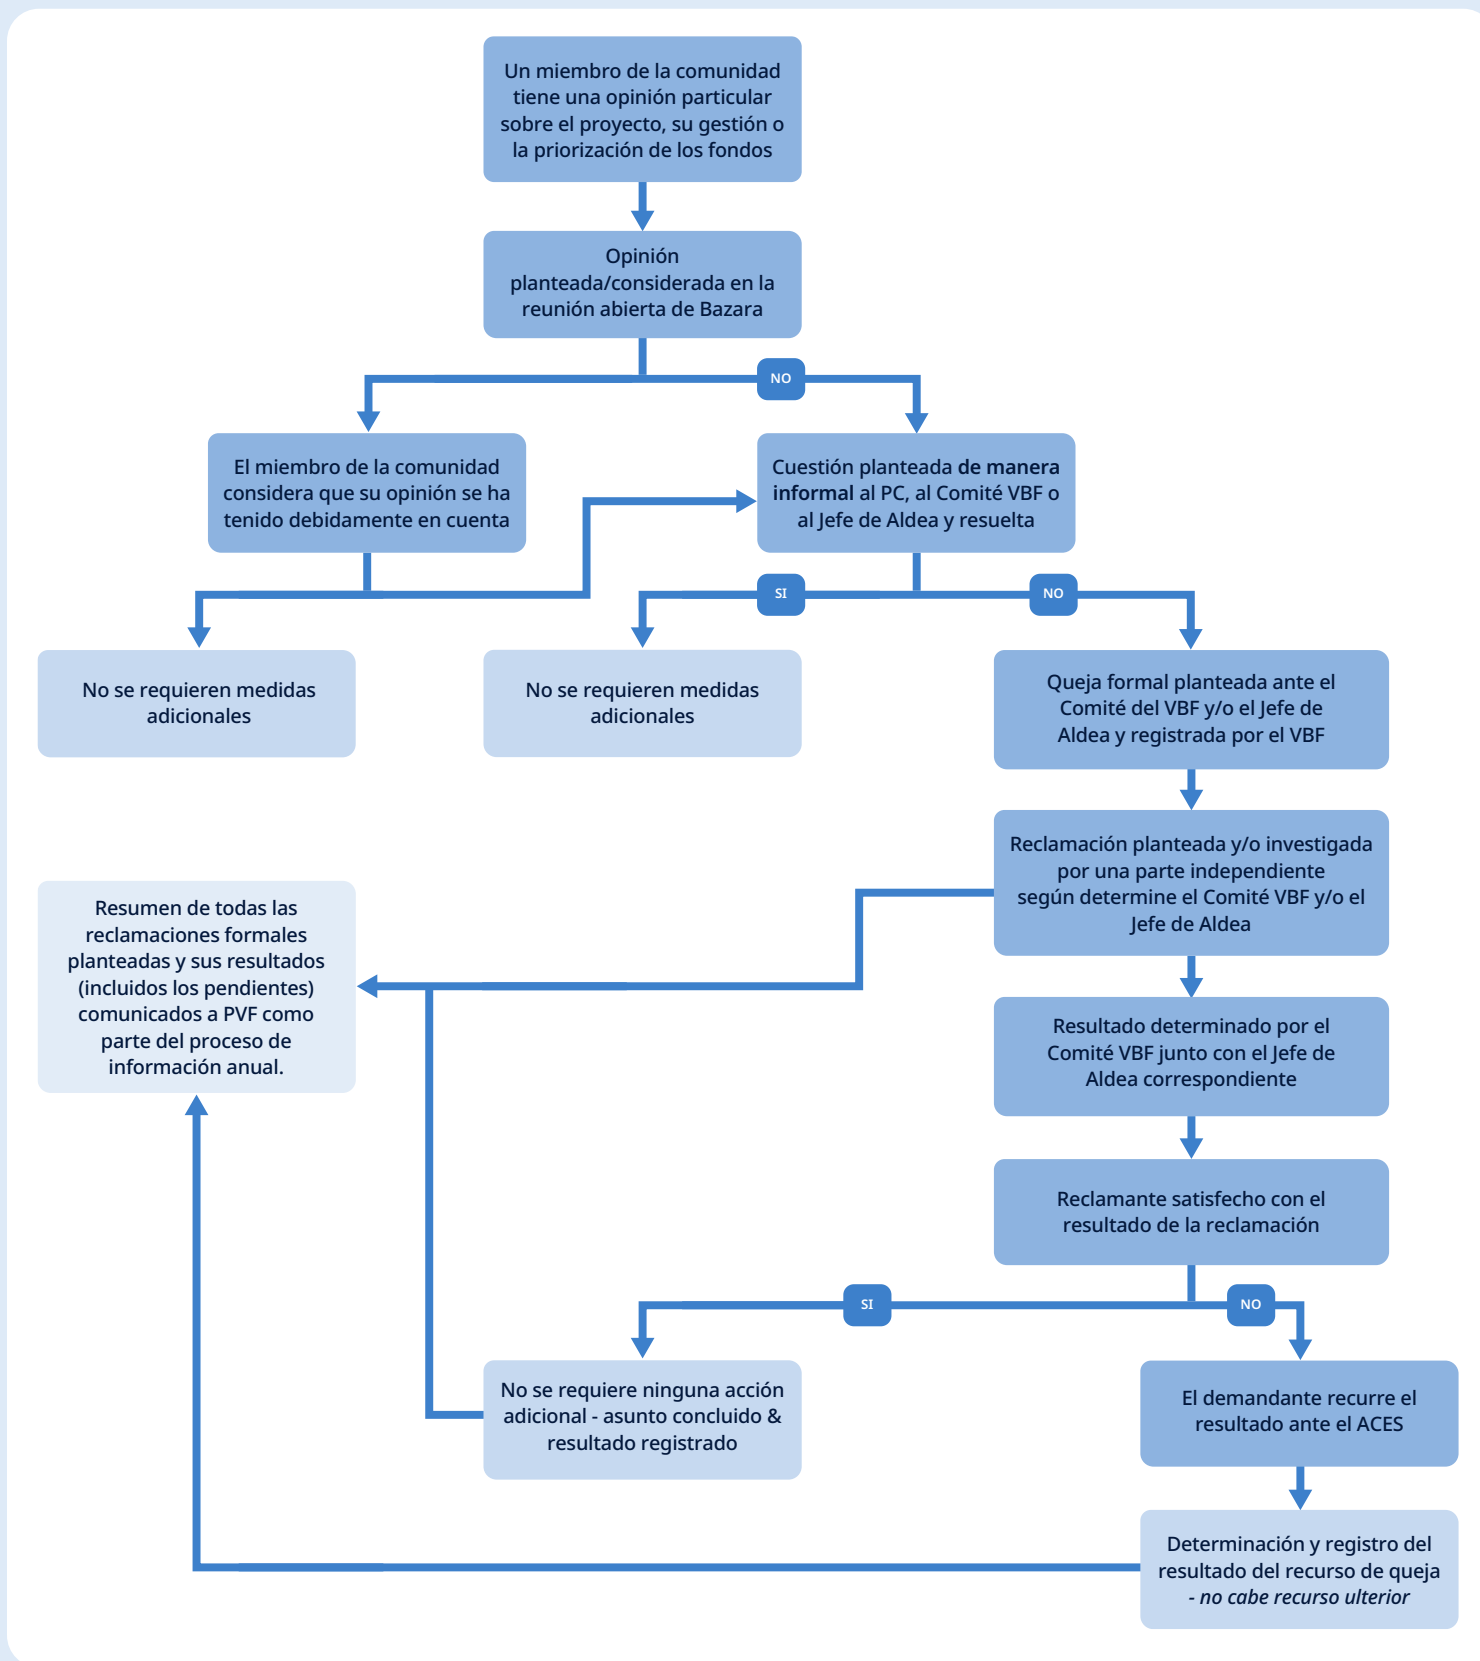 Un miembro de la comunidad
tiene una opinión particular
sobre el proyecto, su gestión o
la priorización de los fondos
Opinión
planteada/considerada en la
reunión abierta de Bazara
NO
El miembro de la comunidad
considera que su opinión se ha
tenido debidamente en cuenta
Cuestión planteada de manera
informal al PC, al Comité VBF o
al Jefe de Aldea y resuelta
SI
NO
No se requieren medidas
adicionales
No se requieren medidas
adicionales
Queja formal planteada ante el
Comité del VBF y/o el Jefe de
Aldea y registrada por el VBF
Reclamación planteada y/o investigada
por una parte independiente
según determine el Comité VBF y/o el
Jefe de Aldea
Resumen de todas las
reclamaciones formales
planteadas y sus resultados
(incluidos los pendientes)
comunicados a PVF como
parte del proceso de
información anual.
Resultado determinado por el
Comité VBF junto con el Jefe de
Aldea correspondiente
Reclamante satisfecho con el
resultado de la reclamación
SI
NO
No se requiere ninguna acción
adicional - asunto concluido &
resultado registrado
El demandante recurre el
resultado ante el ACES
Determinación y registro del
resultado del recurso de queja
- no cabe recurso ulterior